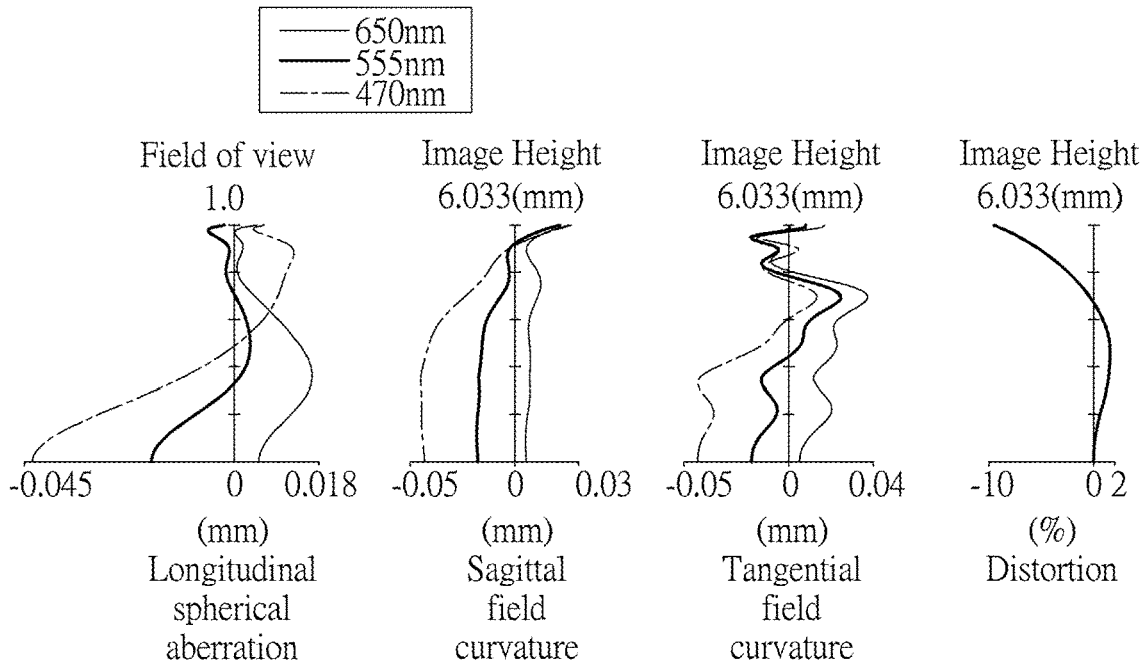 650nm
555nm
470nm
Field of view
1.0
Image Height
6.033(mm)
Image Height
6.033(mm)
Image Height
6.033(mm)
-0.045 0 0.018
(mm)
Longitudinal
spherical
aberration
-0.05 0 0.03
(mm)
Sagittal
field
curvature
-0.05 0 0.04
(mm)
Tangential
field
curvature
-10 0 2
(%)
Distortion